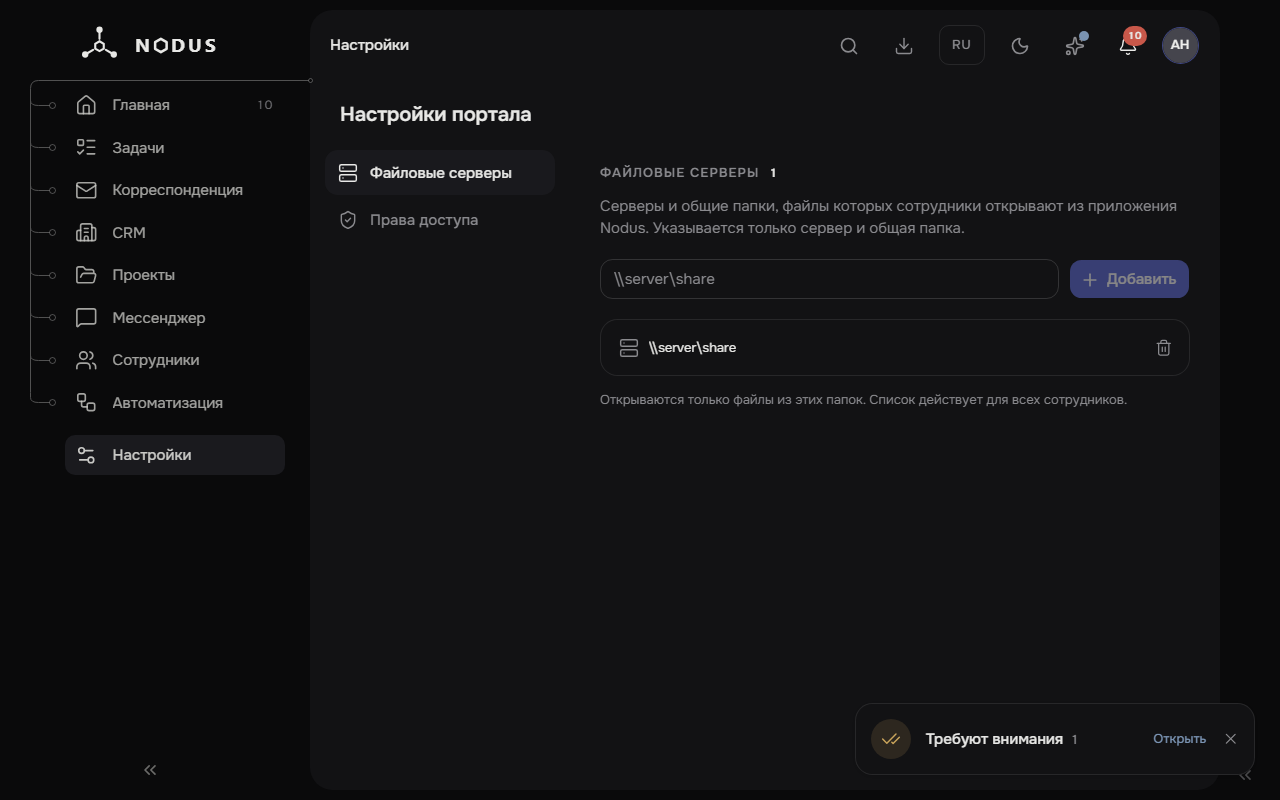 NODUS
Настройки
RU
10
АН
Главная 10
Задачи
Корреспонденция
CRM
Проекты
Мессенджер
Сотрудники
Автоматизация
Настройки
Настройки портала
Файловые серверы
Права доступа
ФАЙЛОВЫЕ СЕРВЕРЫ 1
Серверы и общие папки, файлы которых сотрудники открывают из приложения
Nodus. Указывается только сервер и общая папка.
\\server\share
Добавить
\\server\share
Открываются только файлы из этих папок. Список действует для всех сотрудников.
Требуют внимания 1
Открыть